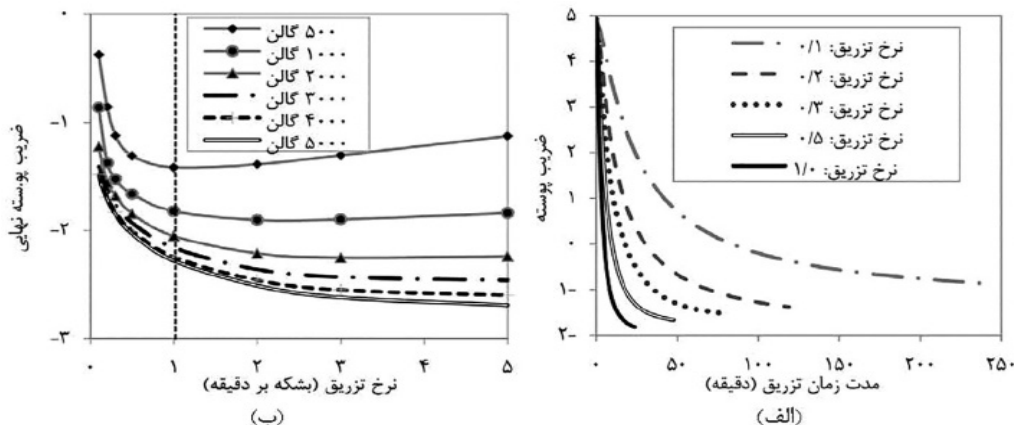 ۵
۴
۳
۲
۱
۰
-۱
-۲
ضریب پوسته
نرخ تزریق: ۰/۱
نرخ تزریق: ۰/۲
نرخ تزریق: ۰/۳
نرخ تزریق: ۰/۵
نرخ تزریق: ۱/۰
۰ ۵۰ ۱۰۰ ۱۵۰ ۲۰۰ ۲۵۰
مدت زمان تزریق (دقیقه)
(الف)
۰
-۱
-۲
-۳
ضریب پوسته نهایی
۵۰۰ گالن
۱۰۰۰ گالن
۲۰۰۰ گالن
۳۰۰۰ گالن
۴۰۰۰ گالن
۵۰۰۰ گالن
۰ ۱ ۲ ۳ ۴ ۵
نرخ تزریق (بشکه بر دقیقه)
(ب)